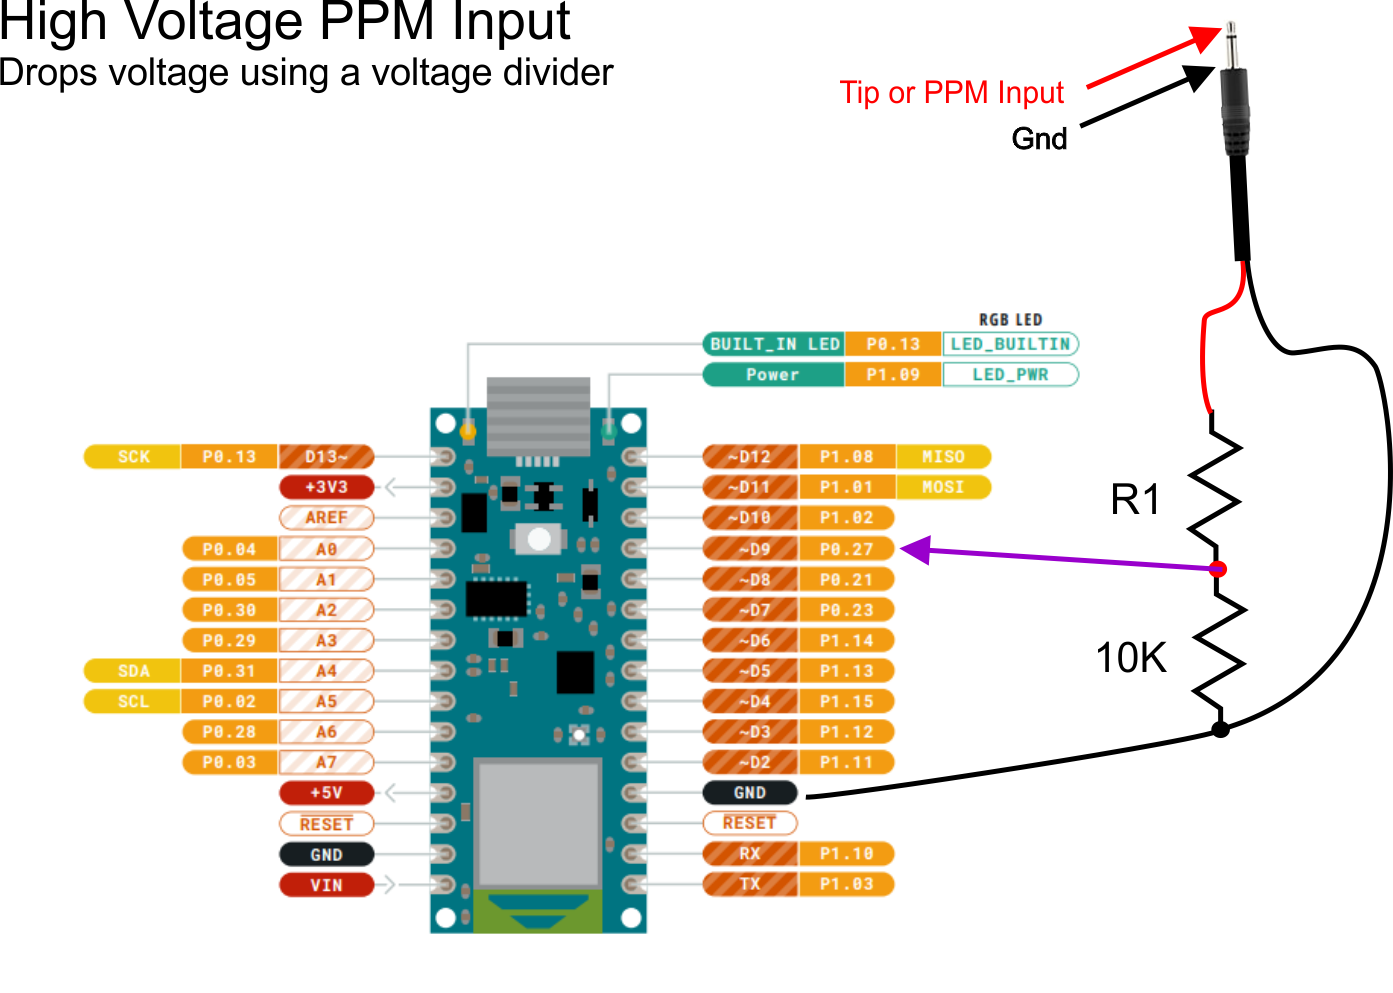 High Voltage PPM Input
Drops voltage using a voltage divider
Tip or PPM Input
Gnd
RGB LED
BUILT_IN LED P0.13 LED_BUILTIN
Power P1.09 LED_PWR
SCK P0.13 D13~ ~D12 P1.08 MISO
+3V3 ~D11 P1.01 MOSI
AREF ~D10 P1.02
P0.04 A0 ~D9 P0.27
P0.05 A1 ~D8 P0.21
P0.30 A2 ~D7 P0.23
P0.29 A3 ~D6 P1.14
SDA P0.31 A4 ~D5 P1.13
SCL P0.02 A5 ~D4 P1.15
P0.28 A6 ~D3 P1.12
P0.03 A7 ~D2 P1.11
+5V GND
RESET RESET
GND RX P1.10
VIN TX P1.03
R1
10K